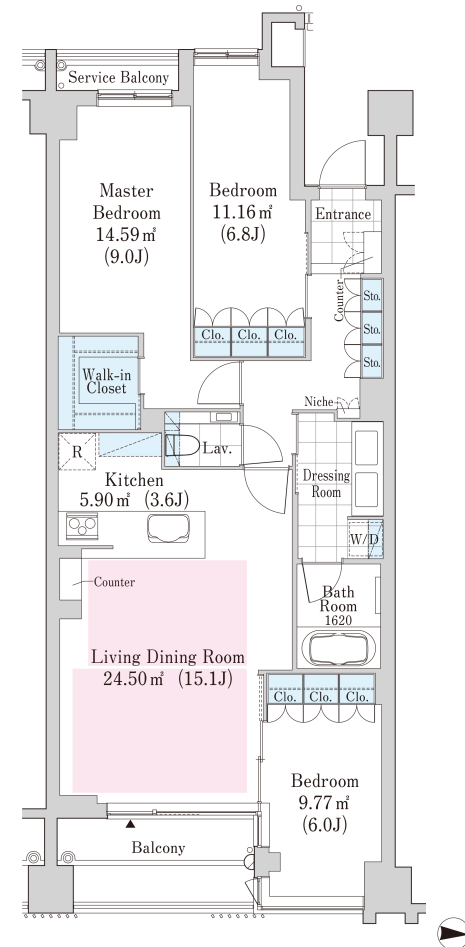 Service Balcony
Master
Bedroom
14.59㎡
(9.0J)
Bedroom
11.16㎡
(6.8J)
Entrance
Counter
Sto.
Sto.
Sto.
Clo.
Clo.
Clo.
Walk-in
Closet
Niche
Lav.
R
Kitchen
5.90㎡ (3.6J)
Dressing
Room
W/D
Counter
Bath
Room
1620
Living Dining Room
24.50㎡ (15.1J)
Clo.
Clo.
Clo.
Bedroom
9.77㎡
(6.0J)
Balcony